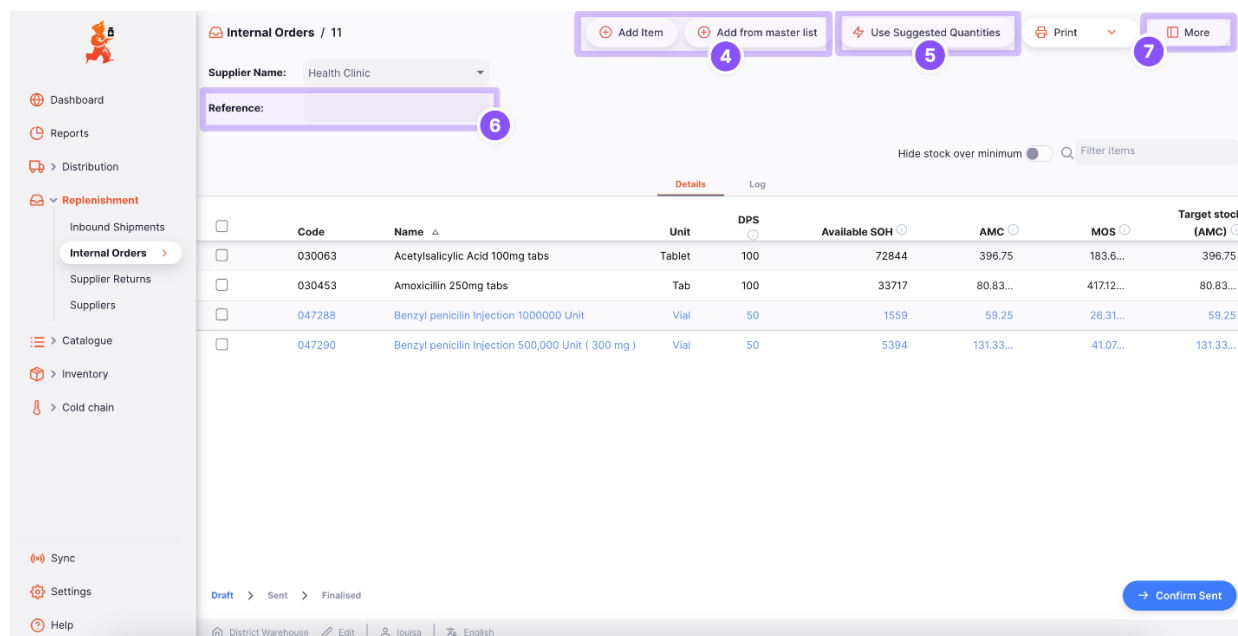 Internal Orders / 11
Add Item
Add from master list
Use Suggested Quantities
Print
More
4
5
7
Supplier Name: Health Clinic
Reference:
6
Dashboard
Reports
Distribution
Replenishment
Inbound Shipments
Internal Orders
Supplier Returns
Suppliers
Catalogue
Inventory
Cold chain
Sync
Settings
Help
Hide stock over minimum
Filter items
Details Log
Code Name Unit DPS Available SOH AMC MOS Target stock (AMC)
030063 Acetylsalicylic Acid 100mg tabs Tablet 100 72844 396.75 183.6... 396.75
030453 Amoxicillin 250mg tabs Tab 100 33717 80.83... 417.12... 80.83...
047288 Benzyl penicilin Injection 1000000 Unit Vial 50 1559 59.25 26.31... 59.25
047290 Benzyl penicilin Injection 500,000 Unit ( 300 mg ) Vial 50 5394 131.33... 41.07... 131.33...
Draft > Sent > Finalised
Confirm Sent
District Warehouse Edit louisa English